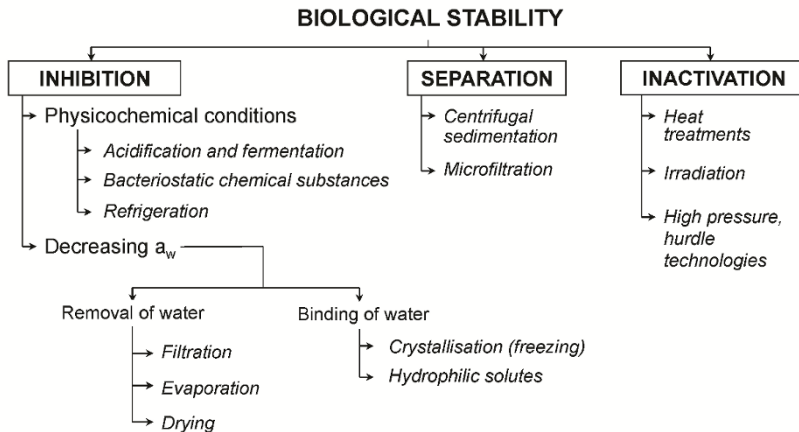 BIOLOGICAL STABILITY
INHIBITION
Physicochemical conditions
Acidification and fermentation
Bacteriostatic chemical substances
Refrigeration
Decreasing aw
Removal of water
Filtration
Evaporation
Drying
Binding of water
Crystallisation (freezing)
Hydrophilic solutes
SEPARATION
Centrifugal
sedimentation
Microfiltration
INACTIVATION
Heat
treatments
Irradiation
High pressure,
hurdle
technologies